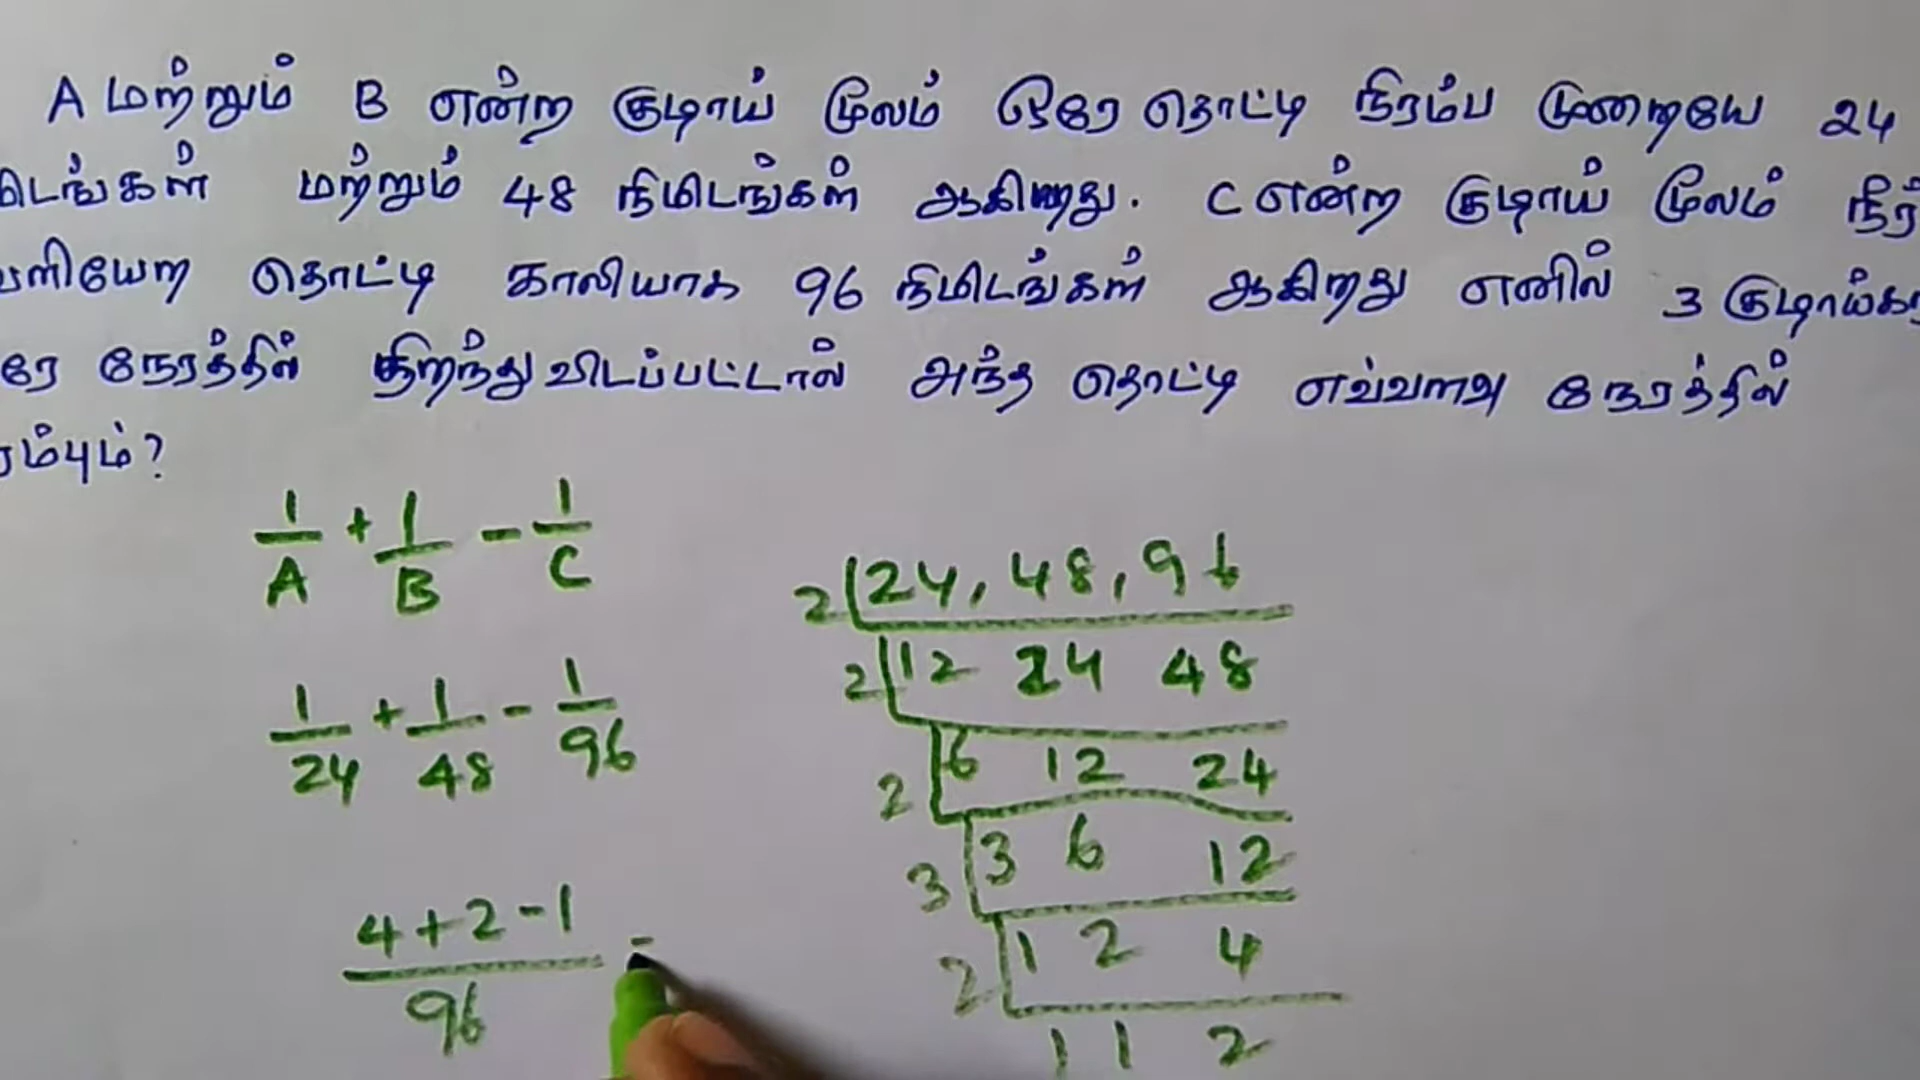 A மற்றும் B என்ற குழாய் மூலம் ஒரே தொட்டி நிரம்ப முறையே 24
மிடங்கள் மற்றும் 48 நிமிடங்கள் ஆகிறது. C என்ற குழாய் மூலம் நீர்
வளியேற தொட்டி காலியாக 96 நிமிடங்கள் ஆகிறது எனில் 3 குழாய்க
ரே நேரத்தில் திறந்து விடப்பட்டால் அந்த தொட்டி எவ்வளவு நேரத்தில்
ரம்பும்?
1/A + 1/B - 1/C
1/24 + 1/48 - 1/96
4+2-1/96 =
2 24, 48, 96
2 12 24 48
2 6 12 24
3 3 6 12
2 1 2 4
1 1 2